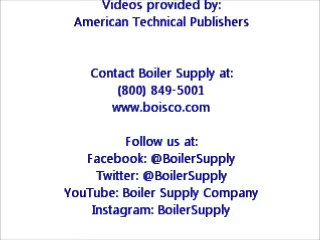 Videos provided by:
American Technical Publishers
Contact Boiler Supply at:
(800) 849-5001
www.boisco.com
Follow us at:
Facebook: @BoilerSupply
Twitter: @BoilerSupply
YouTube: Boiler Supply Company
Instagram: BoilerSupply